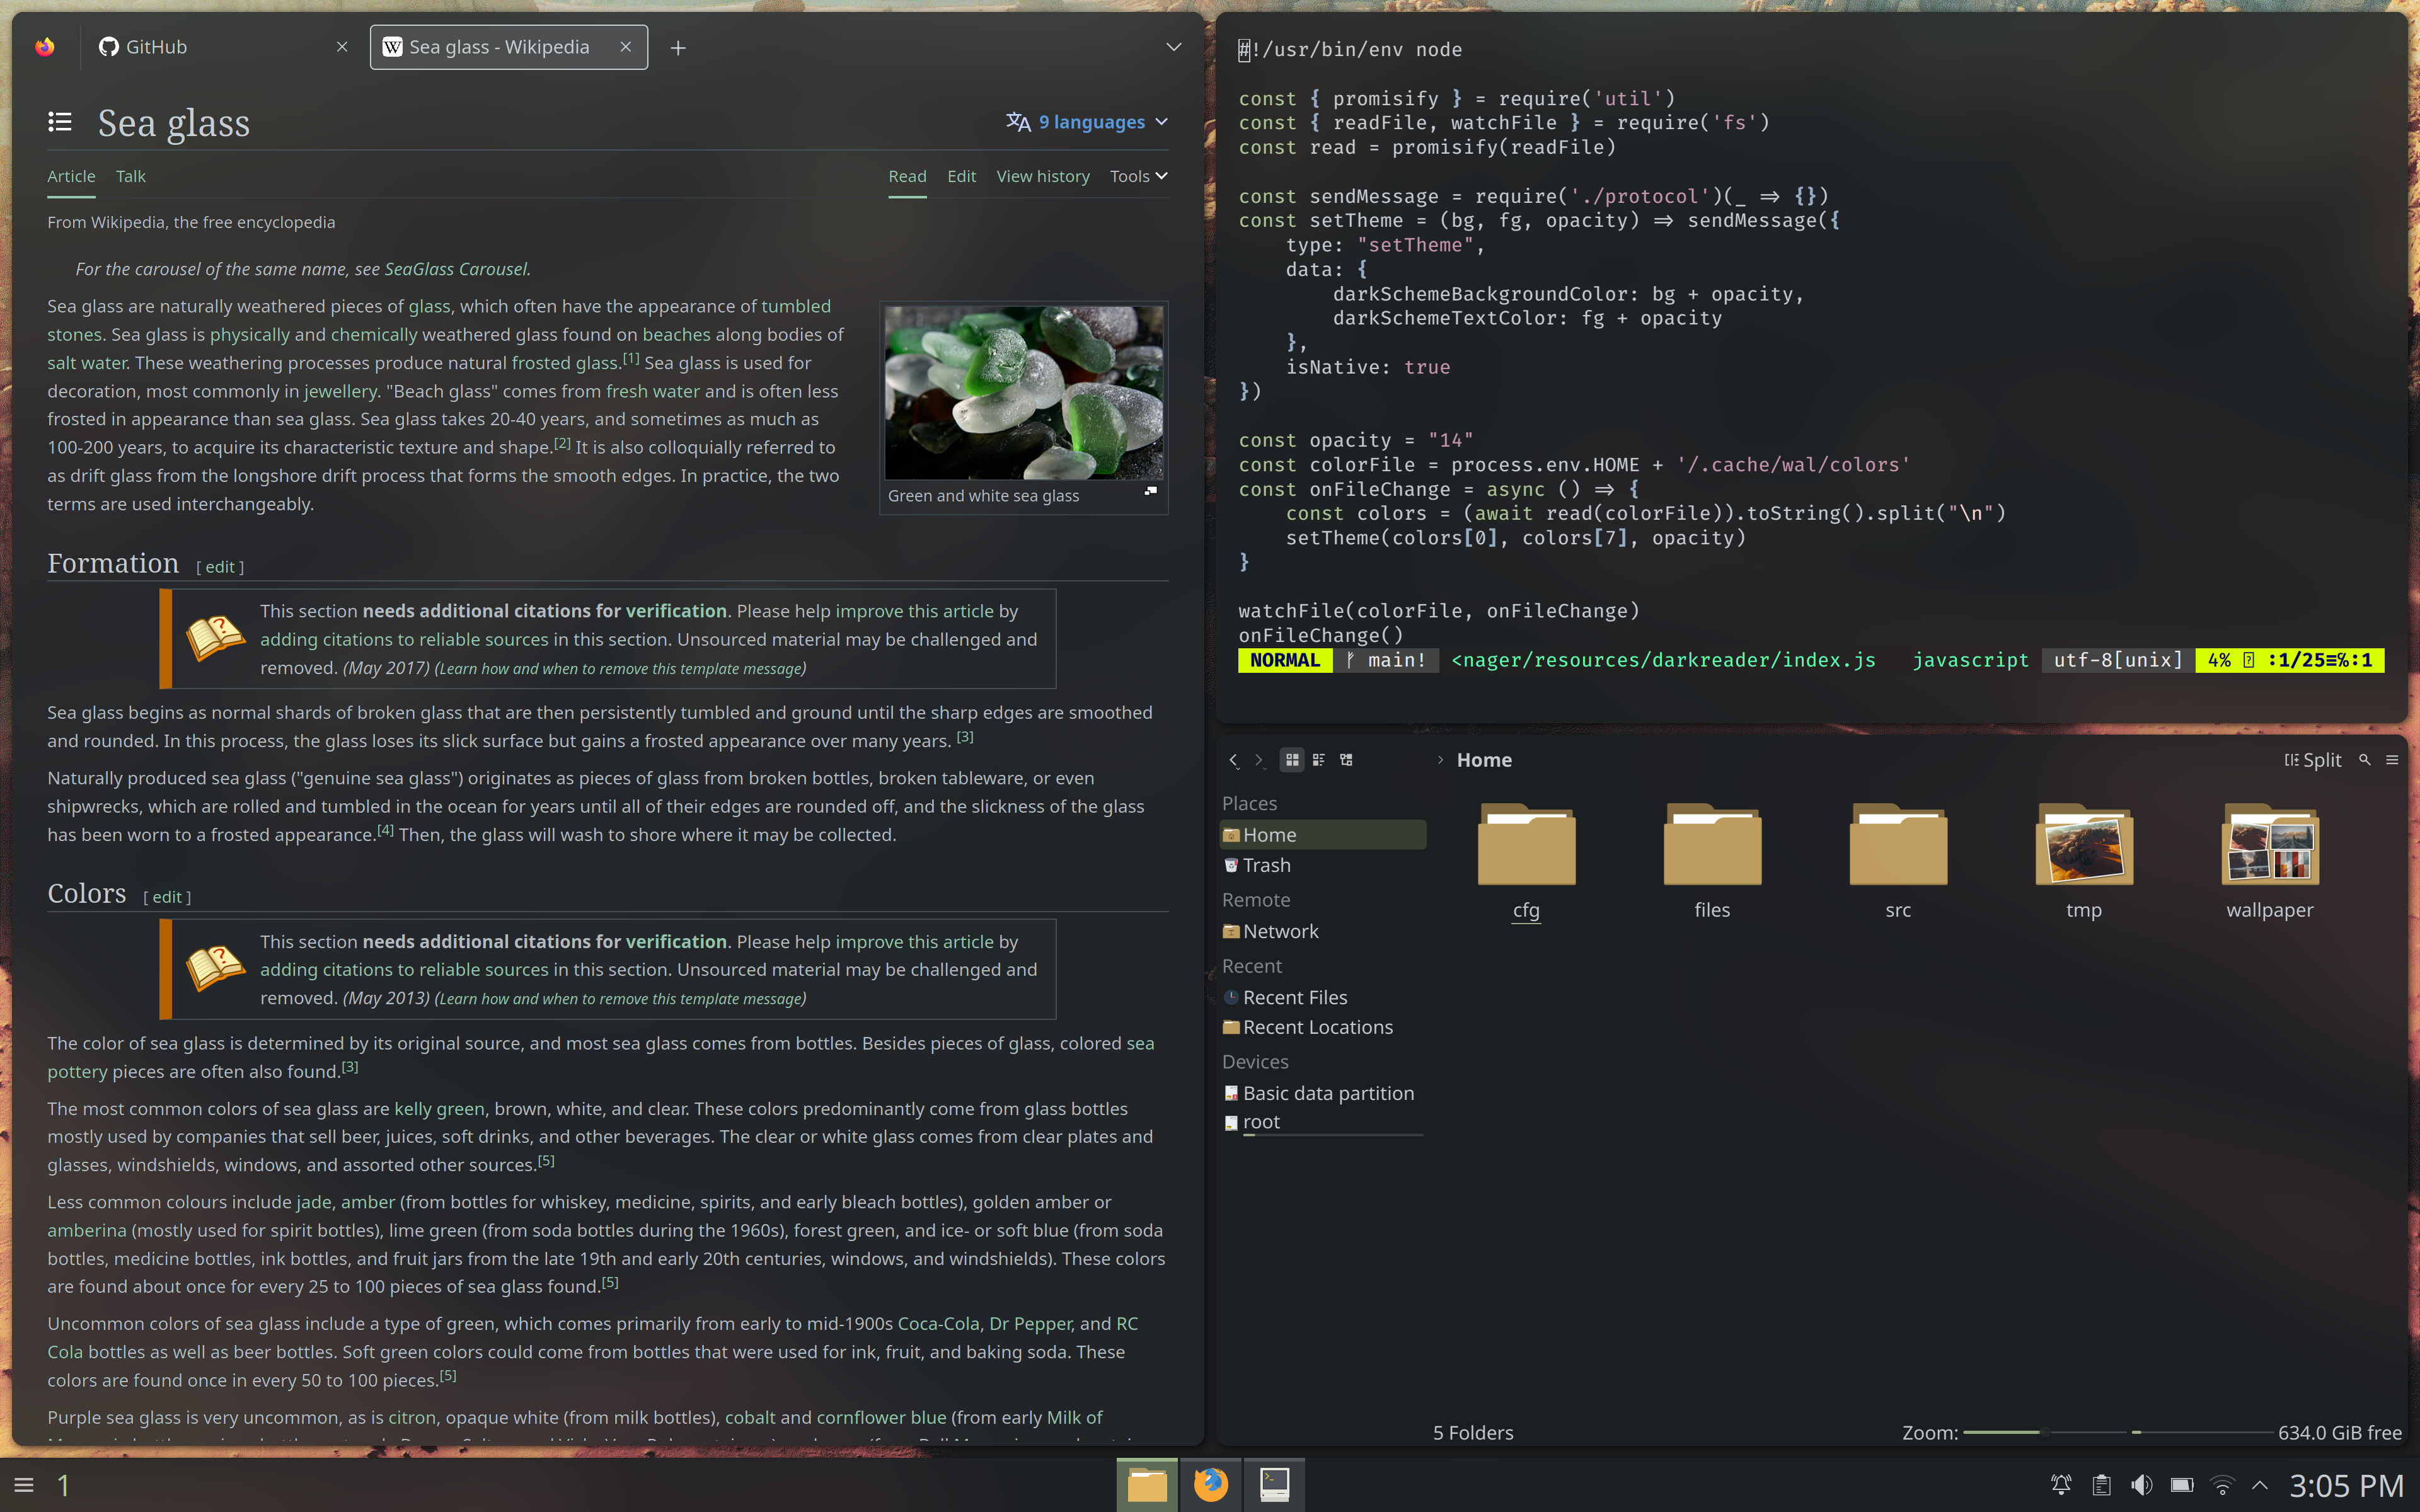 GitHub
Sea glass - Wikipedia
Sea glass
9 languages
Article Talk
Read Edit View history Tools
From Wikipedia, the free encyclopedia
For the carousel of the same name, see SeaGlass Carousel.
Sea glass are naturally weathered pieces of glass, which often have the appearance of tumbled
stones. Sea glass is physically and chemically weathered glass found on beaches along bodies of
salt water. These weathering processes produce natural frosted glass.[1] Sea glass is used for
decoration, most commonly in jewellery. "Beach glass" comes from fresh water and is often less
frosted in appearance than sea glass. Sea glass takes 20-40 years, and sometimes as much as
100-200 years, to acquire its characteristic texture and shape.[2] It is also colloquially referred to
as drift glass from the longshore drift process that forms the smooth edges. In practice, the two
terms are used interchangeably.
Green and white sea glass
Formation [ edit ]
This section needs additional citations for verification. Please help improve this article by
adding citations to reliable sources in this section. Unsourced material may be challenged and
removed. (May 2017) (Learn how and when to remove this template message)
Sea glass begins as normal shards of broken glass that are then persistently tumbled and ground until the sharp edges are smoothed
and rounded. In this process, the glass loses its slick surface but gains a frosted appearance over many years. [3]
Naturally produced sea glass ("genuine sea glass") originates as pieces of glass from broken bottles, broken tableware, or even
shipwrecks, which are rolled and tumbled in the ocean for years until all of their edges are rounded off, and the slickness of the glass
has been worn to a frosted appearance.[4] Then, the glass will wash to shore where it may be collected.
Colors [ edit ]
This section needs additional citations for verification. Please help improve this article by
adding citations to reliable sources in this section. Unsourced material may be challenged and
removed. (May 2013) (Learn how and when to remove this template message)
The color of sea glass is determined by its original source, and most sea glass comes from bottles. Besides pieces of glass, colored sea
pottery pieces are often also found.[3]
The most common colors of sea glass are kelly green, brown, white, and clear. These colors predominantly come from glass bottles
mostly used by companies that sell beer, juices, soft drinks, and other beverages. The clear or white glass comes from clear plates and
glasses, windshields, windows, and assorted other sources.[5]
Less common colours include jade, amber (from bottles for whiskey, medicine, spirits, and early bleach bottles), golden amber or
amberina (mostly used for spirit bottles), lime green (from soda bottles during the 1960s), forest green, and ice- or soft blue (from soda
bottles, medicine bottles, ink bottles, and fruit jars from the late 19th and early 20th centuries, windows, and windshields). These colors
are found about once for every 25 to 100 pieces of sea glass found.[5]
Uncommon colors of sea glass include a type of green, which comes primarily from early to mid-1900s Coca-Cola, Dr Pepper, and RC
Cola bottles as well as beer bottles. Soft green colors could come from bottles that were used for ink, fruit, and baking soda. These
colors are found once in every 50 to 100 pieces.[5]
Purple sea glass is very uncommon, as is citron, opaque white (from milk bottles), cobalt and cornflower blue (from early Milk of
#!/usr/bin/env node
const { promisify } = require('util')
const { readFile, watchFile } = require('fs')
const read = promisify(readFile)
const sendMessage = require('./protocol')(_ => {})
const setTheme = (bg, fg, opacity) => sendMessage({
type: "setTheme",
data: {
darkSchemeBackgroundColor: bg + opacity,
darkSchemeTextColor: fg + opacity
},
isNative: true
})
const opacity = "14"
const colorFile = process.env.HOME + '/.cache/wal/colors'
const onFileChange = async () => {
const colors = (await read(colorFile)).toString().split("\n")
setTheme(colors[0], colors[7], opacity)
}
watchFile(colorFile, onFileChange)
onFileChange()
NORMAL main! <nager/resources/darkreader/index.js javascript utf-8[unix] 4% :1/25≡℅:1
Home
Split
Places
Home
Trash
Remote
Network
Recent
Recent Files
Recent Locations
Devices
Basic data partition
root
cfg files src tmp wallpaper
5 Folders
Zoom:
634.0 GiB free
1
3:05 PM